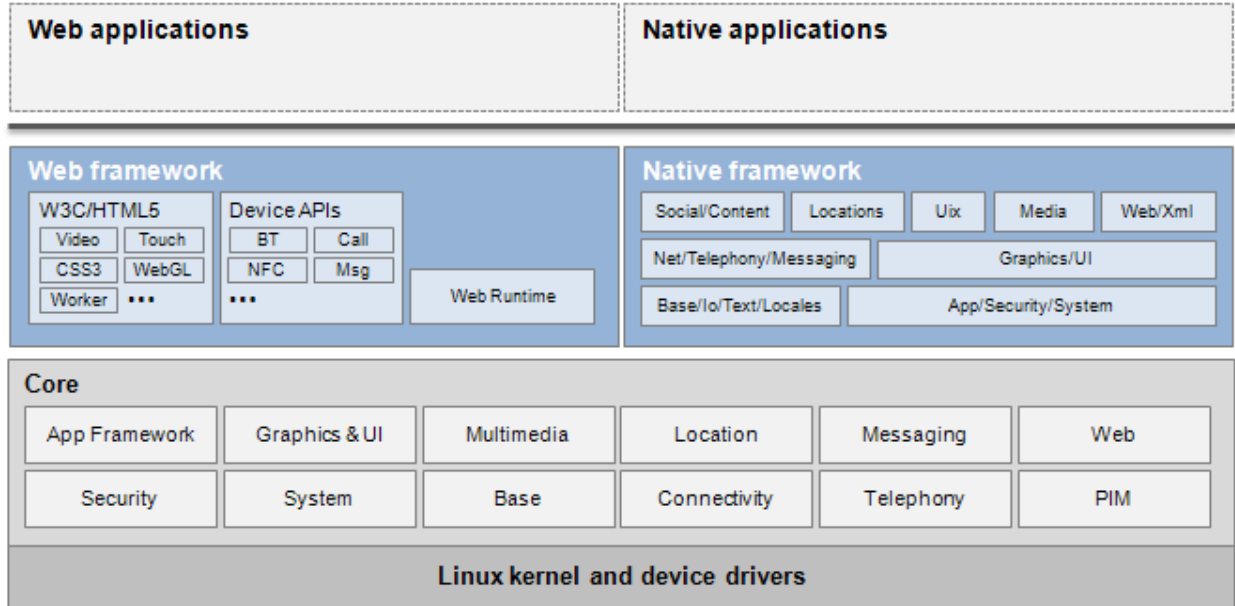 Web applications
Native applications
Web framework
W3C/HTML5
Video
Touch
CSS3
WebGL
Worker
...
Device APIs
BT
Call
NFC
Msg
...
Web Runtime
Native framework
Social/Content
Locations
Uix
Media
Web/Xml
Net/Telephony/Messaging
Graphics/UI
Base/Io/Text/Locales
App/Security/System
Core
App Framework
Graphics & UI
Multimedia
Location
Messaging
Web
Security
System
Base
Connectivity
Telephony
PIM
Linux kernel and device drivers